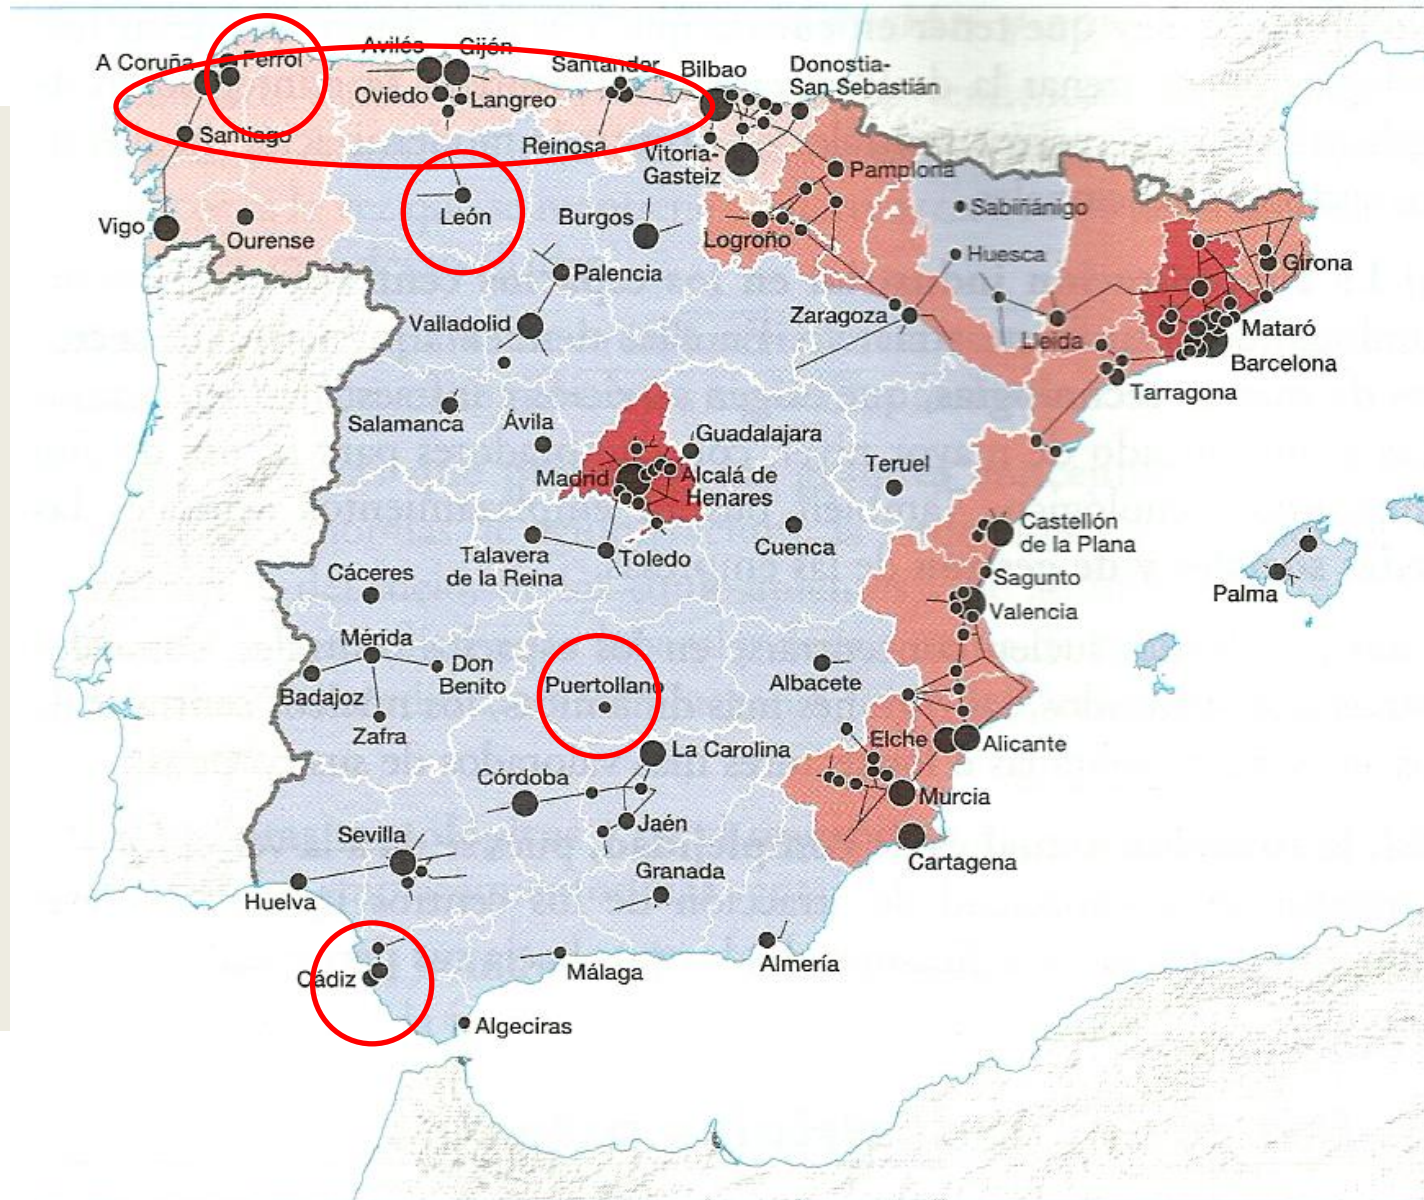 A Coruña
Ferrol
Avilés
Gijón
Santander
Bilbao
Donostia-
San Sebastián
Oviedo
Langreo
Santiago
Reinosa
Vitoria-
Gasteiz
Pamplona
León
Burgos
Logroño
Sabiñánigo
Vigo
Ourense
Huesca
Girona
Palencia
Valladolid
Zaragoza
Lleida
Mataró
Barcelona
Tarragona
Salamanca
Ávila
Guadalajara
Madrid
Alcalá de
Henares
Teruel
Talavera
de la Reina
Toledo
Cuenca
Castellón
de la Plana
Cáceres
Sagunto
Palma
Valencia
Mérida
Don
Benito
Badajoz
Puertollano
Albacete
Zafra
La Carolina
Elche
Alicante
Córdoba
Murcia
Sevilla
Jaén
Cartagena
Granada
Huelva
Cádiz
Málaga
Almería
Algeciras